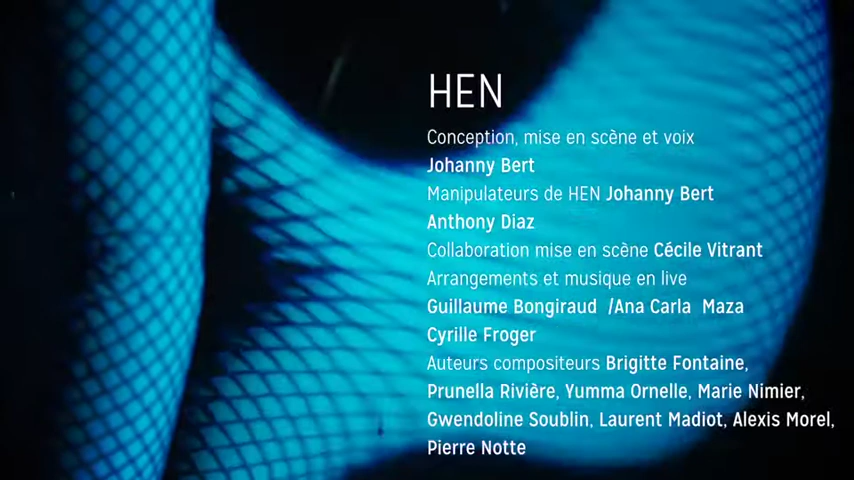 HEN
Conception, mise en scène et voix
Johanny Bert
Manipulateurs de HEN Johanny Bert
Anthony Diaz
Collaboration mise en scène Cécile Vitrant
Arrangements et musique en live
Guillaume Bongiraud /Ana Carla Maza
Cyrille Froger
Auteurs compositeurs Brigitte Fontaine,
Prunella Rivière, Yumma Ornelle, Marie Nimier,
Gwendoline Soublin, Laurent Madiot, Alexis Morel,
Pierre Notte